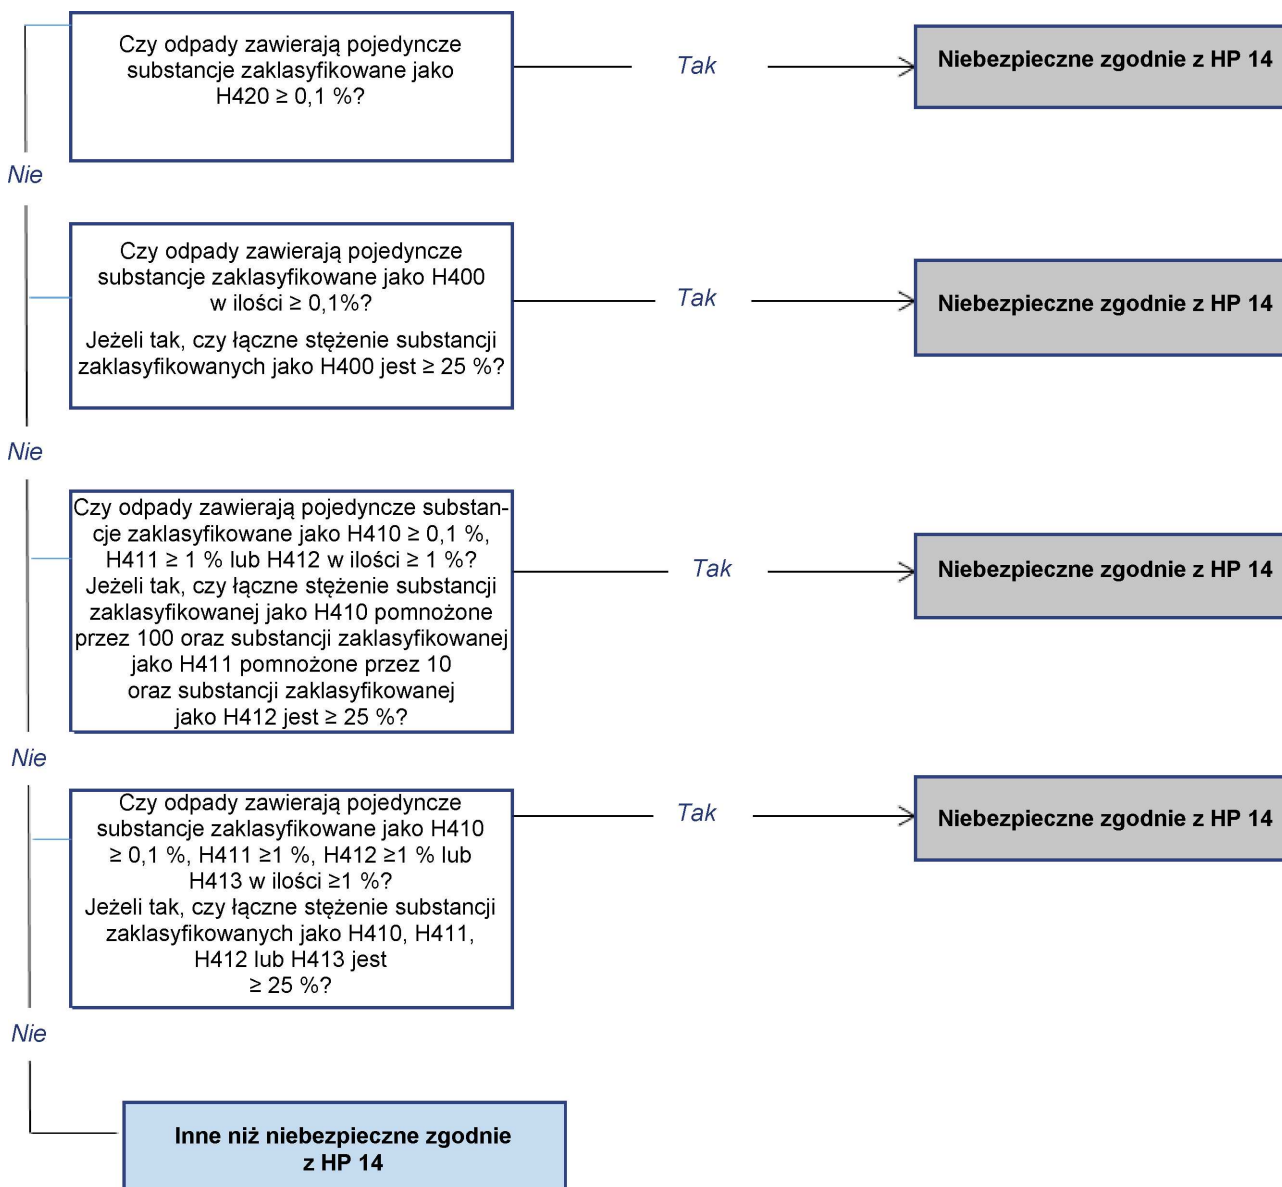 Czy odpady zawierają pojedyncze
substancje zaklasyfikowane jako
H420 ≥ 0,1 %?
Tak
Niebezpieczne zgodnie z HP 14
Nie
Czy odpady zawierają pojedyncze
substancje zaklasyfikowane jako H400
w ilości ≥ 0,1%?
Jeżeli tak, czy łączne stężenie substancji
zaklasyfikowanych jako H400 jest ≥ 25 %?
Tak
Niebezpieczne zgodnie z HP 14
Nie
Czy odpady zawierają pojedyncze substan-
cje zaklasyfikowane jako H410 ≥ 0,1 %,
H411 ≥ 1 % lub H412 w ilości ≥ 1 %?
Jeżeli tak, czy łączne stężenie substancji
zaklasyfikowanej jako H410 pomnożone
przez 100 oraz substancji zaklasyfikowanej
jako H411 pomnożone przez 10
oraz substancji zaklasyfikowanej
jako H412 jest ≥ 25 %?
Tak
Niebezpieczne zgodnie z HP 14
Nie
Czy odpady zawierają pojedyncze
substancje zaklasyfikowane jako H410
≥ 0,1 %, H411 ≥1 %, H412 ≥1 % lub
H413 w ilości ≥1 %?
Jeżeli tak, czy łączne stężenie substancji
zaklasyfikowanych jako H410, H411,
H412 lub H413 jest
≥ 25 %?
Tak
Niebezpieczne zgodnie z HP 14
Nie
Inne niż niebezpieczne zgodnie
z HP 14